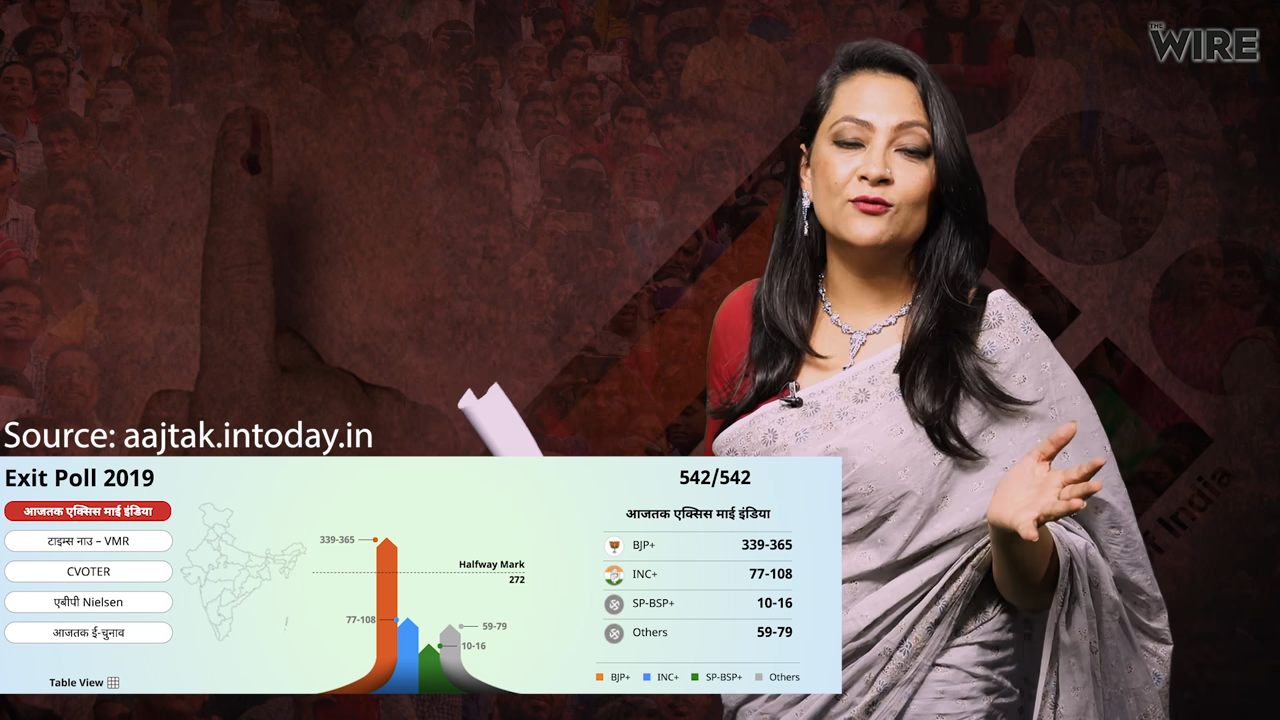 THE
WIRE
f India
Source: aajtak.intoday.in
Exit Poll 2019
आजतक एक्सिस माई इंडिया
टाइम्स नाउ – VMR
CVOTER
एबीपी Nielsen
आजतक ई-चुनाव
Table View
339-365
Halfway Mark
272
77-108
59-79
10-16
542/542
आजतक एक्सिस माई इंडिया
BJP+ 339-365
INC+ 77-108
SP-BSP+ 10-16
Others 59-79
BJP+ INC+ SP-BSP+ Others